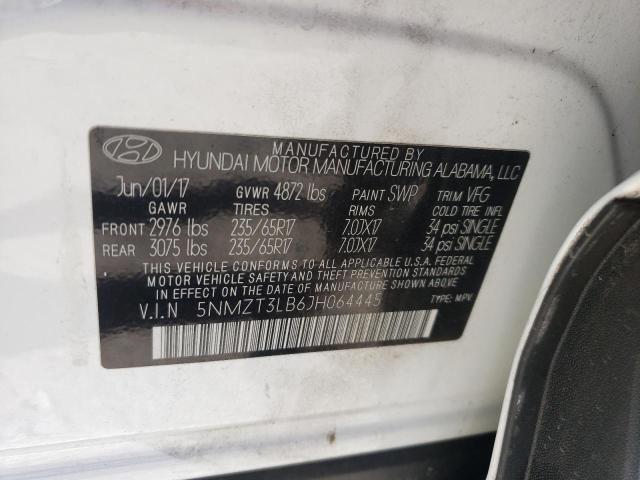 MANUFACTURED BY
HYUNDAI MOTOR MANUFACTURING ALABAMA, LLC
Jun/01/17 GVWR 4872 lbs PAINT SWP TRIM VFG
GAWR TIRES RIMS COLD TIRE INFL
FRONT 2976 lbs 235/65R17 7.0JX17 34 psi SINGLE
REAR 3075 lbs 235/65R17 7.0JX17 34 psi SINGLE
THIS VEHICLE CONFORMS TO ALL APPLICABLE U.S.A. FEDERAL
MOTOR VEHICLE SAFETY AND THEFT PREVENTION STANDARDS
IN EFFECT ON THE DATE OF MANUFACTURE SHOWN ABOVE.
V.I.N 5NMZT3LB6JH064445 TYPE: MPV